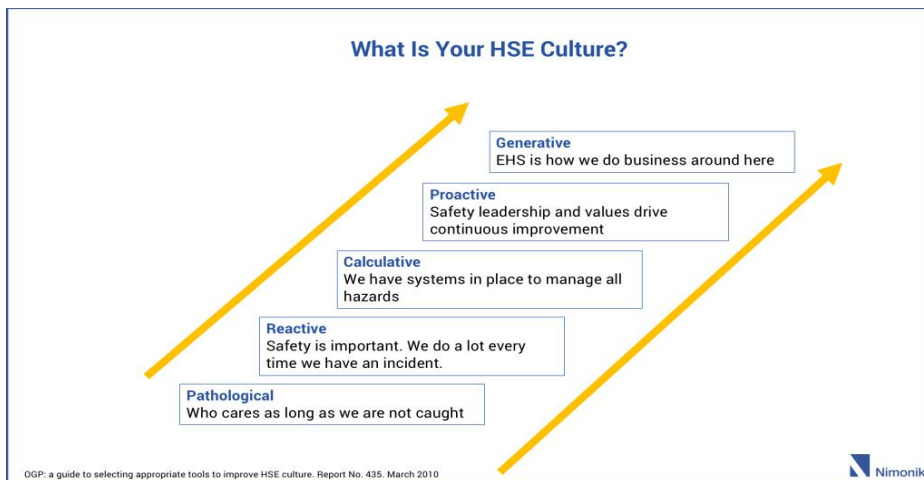 What Is Your HSE Culture?
Generative
EHS is how we do business around here
Proactive
Safety leadership and values drive
continuous improvement
Calculative
We have systems in place to manage all
hazards
Reactive
Safety is important. We do a lot every
time we have an incident.
Pathological
Who cares as long as we are not caught
OGP: a guide to selecting appropriate tools to improve HSE culture. Report No. 435. March 2010
Nimonik